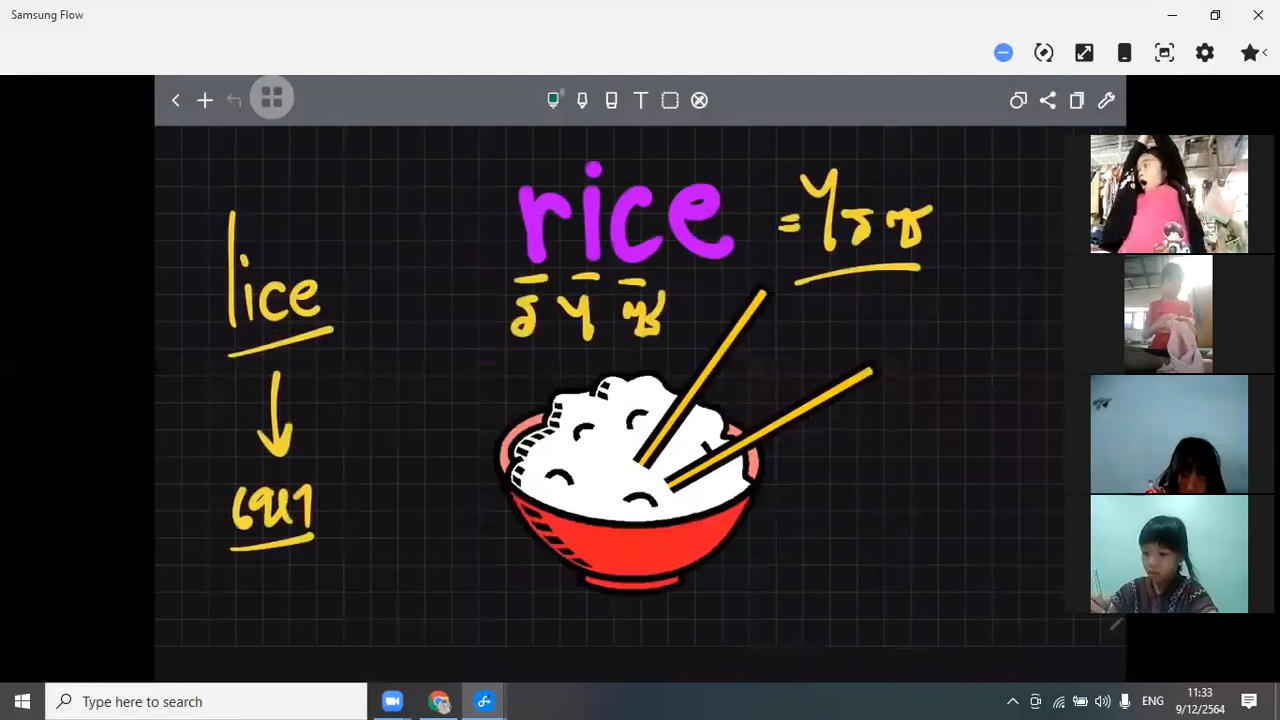 Samsung Flow
rice
= ไรซ
ร ๅ ซ
lice
เหา
Type here to search
ENG
11:33
9/12/2564